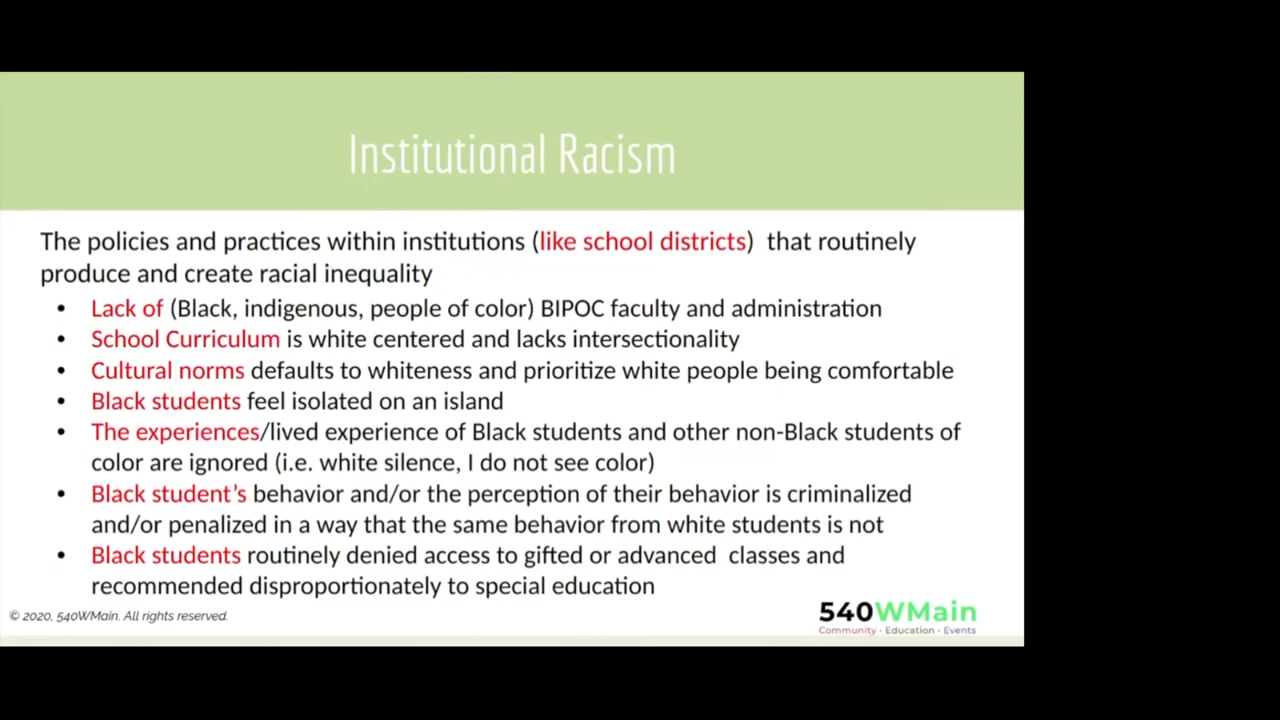 Institutional Racism
The policies and practices within institutions (like school districts)  that routinely
produce and create racial inequality
• Lack of (Black, indigenous, people of color) BIPOC faculty and administration
• School Curriculum is white centered and lacks intersectionality
• Cultural norms defaults to whiteness and prioritize white people being comfortable
• Black students feel isolated on an island
• The experiences/lived experience of Black students and other non-Black students of
color are ignored (i.e. white silence, I do not see color)
• Black student’s behavior and/or the perception of their behavior is criminalized
and/or penalized in a way that the same behavior from white students is not
• Black students routinely denied access to gifted or advanced  classes and
recommended disproportionately to special education
© 2020, 540WMain. All rights reserved.
540WMain
Community - Education - Events